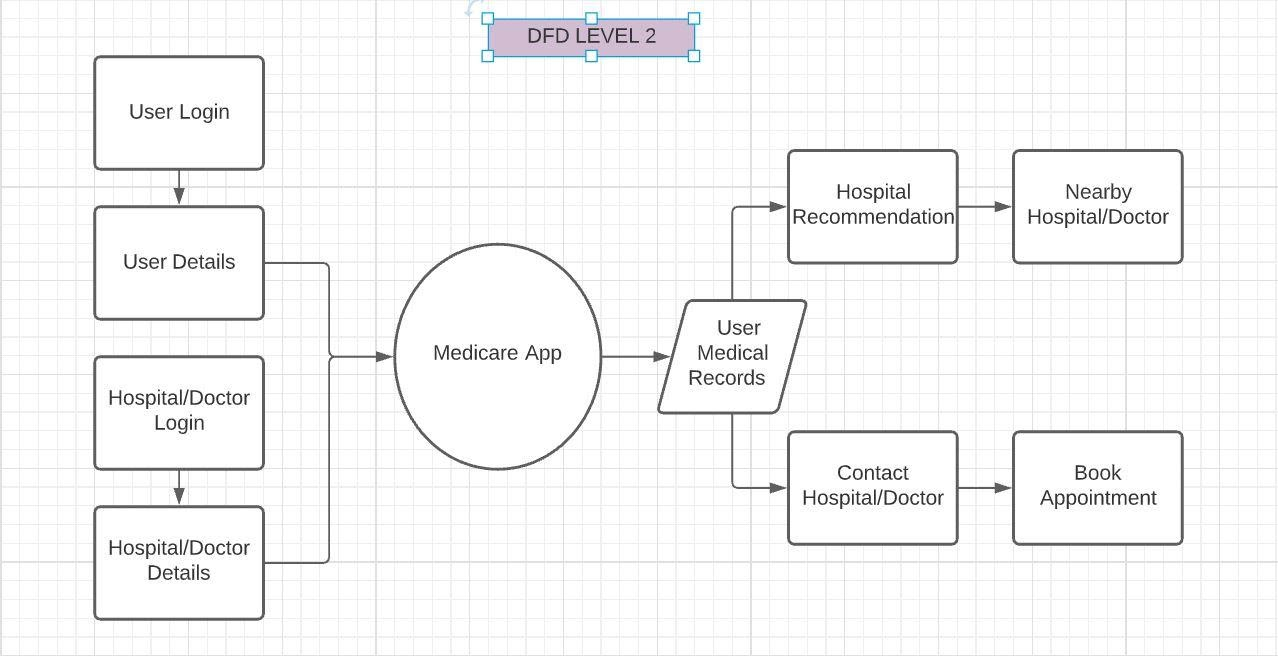 DFD LEVEL 2
User Login
User Details
Hospital/Doctor
Login
Hospital/Doctor
Details
Medicare App
User
Medical
Records
Hospital
Recommendation
Nearby
Hospital/Doctor
Contact
Hospital/Doctor
Book
Appointment